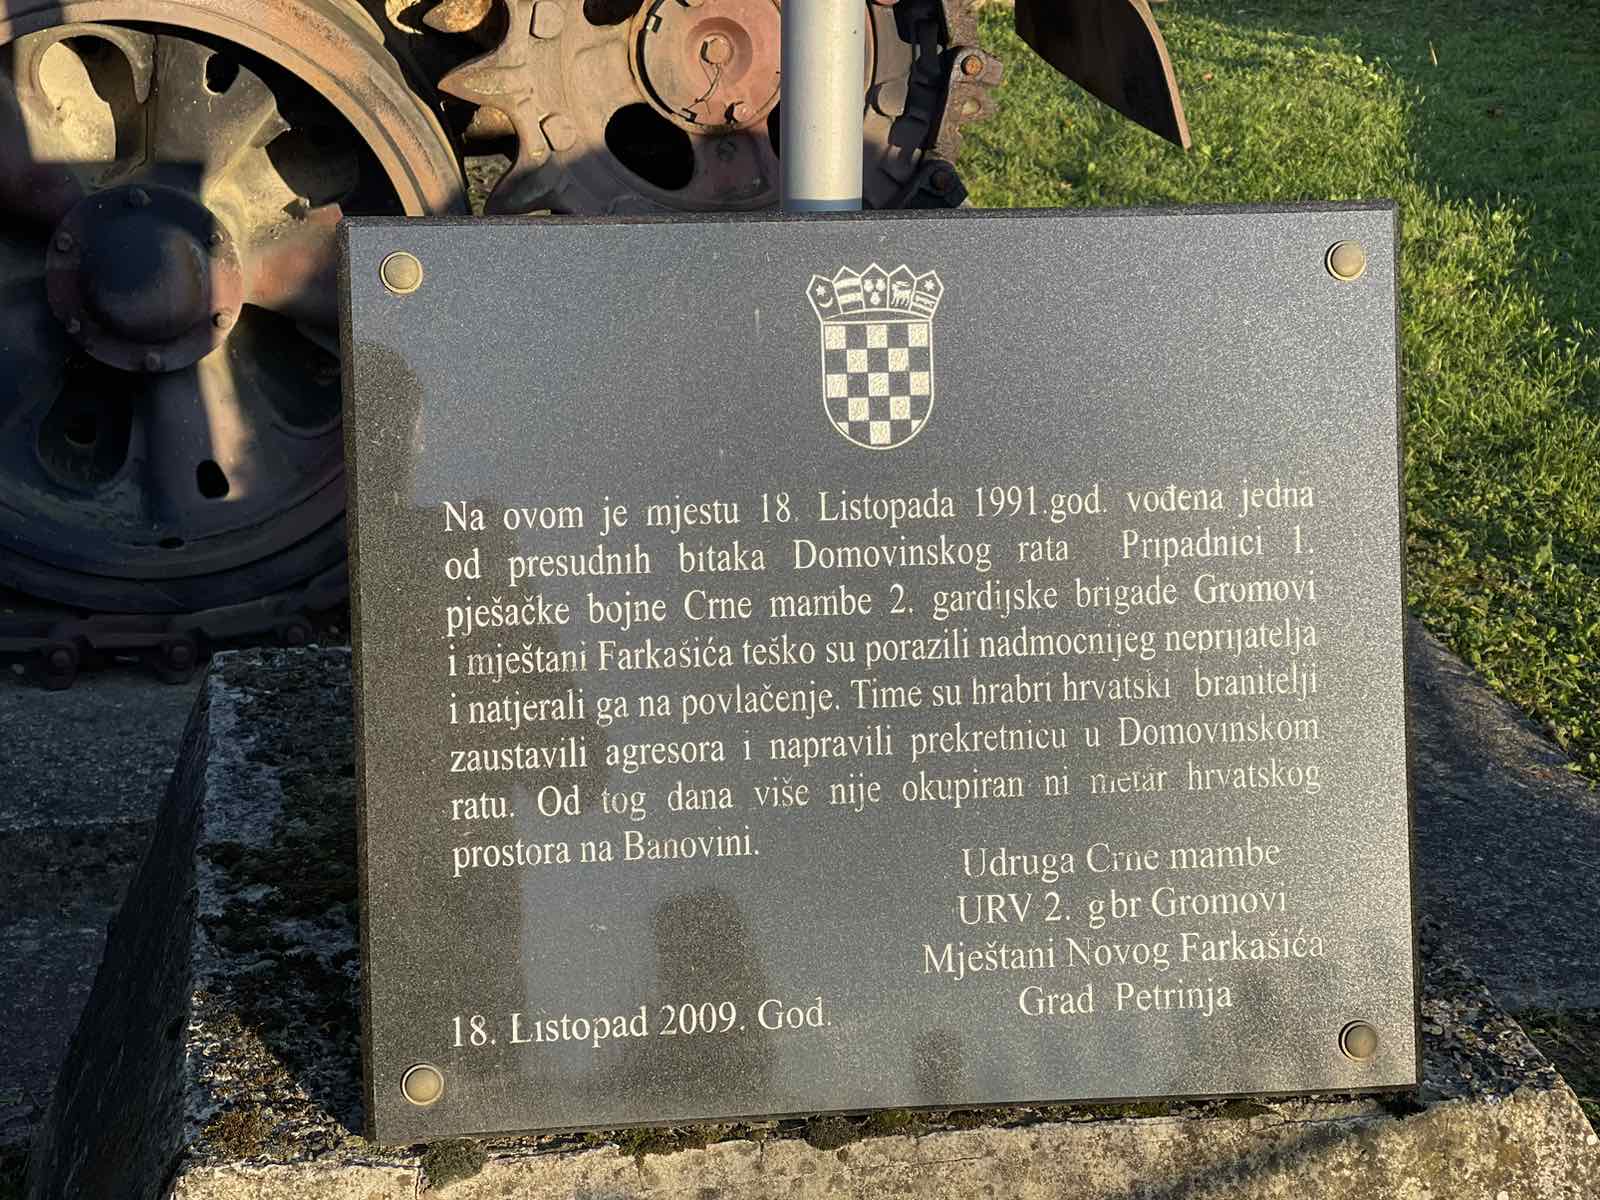 Na ovom je mjestu 18. Listopada 1991.god. vođena jedna
od presudnih bitaka Domovinskog rata Pripadnici 1.
pješačke bojne Crne mambe 2. gardijske brigade Gromovi
i mještani Farkašića teško su porazili nadmocnijeg neprijatelja
i natjerali ga na povlačenje. Time su hrabri hrvatski branitelji
zaustavili agresora i napravili prekretnicu u Domovinskom
ratu. Od tog dana više nije okupiran ni metar hrvatskog
prostora na Banovini.
Udruga Crne mambe
URV 2. gbr Gromovi
Mještani Novog Farkašića
Grad Petrinja
18. Listopad 2009. God.